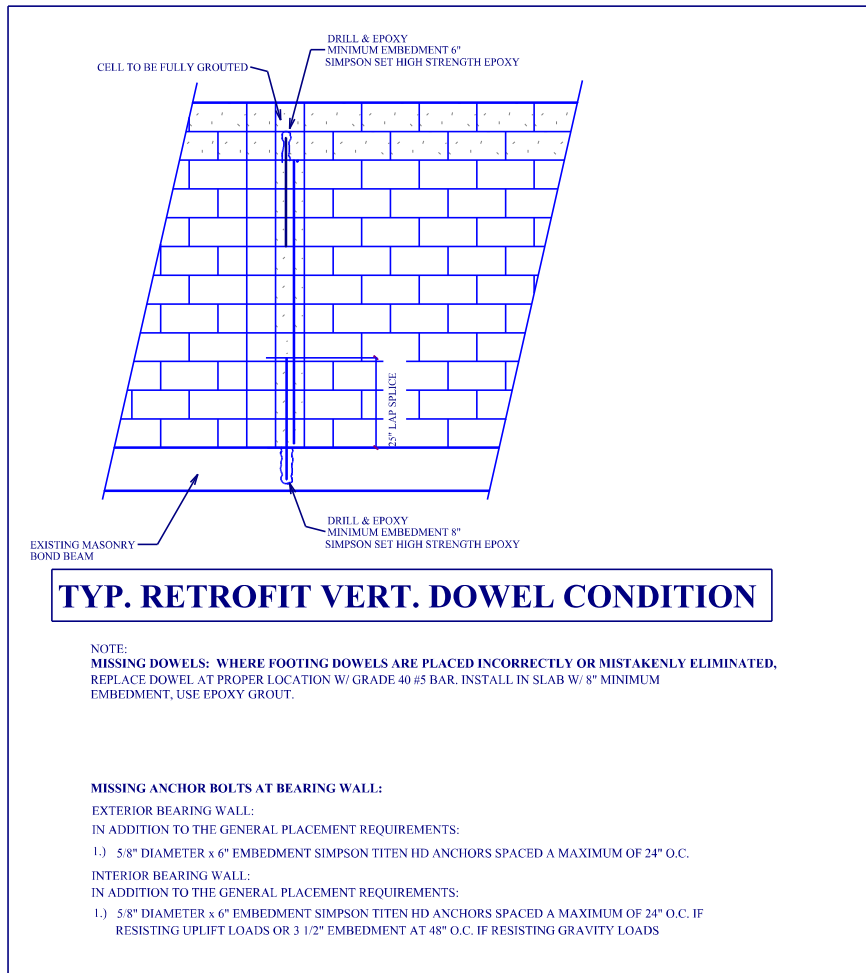 DRILL & EPOXY
MINIMUM EMBEDMENT 6"
SIMPSON SET HIGH STRENGTH EPOXY
CELL TO BE FULLY GROUTED
25" LAP SPLICE
DRILL & EPOXY
MINIMUM EMBEDMENT 8"
SIMPSON SET HIGH STRENGTH EPOXY
EXISTING MASONRY
BOND BEAM
TYP. RETROFIT VERT. DOWEL CONDITION
NOTE:
MISSING DOWELS: WHERE FOOTING DOWELS ARE PLACED INCORRECTLY OR MISTAKENLY ELIMINATED,
REPLACE DOWEL AT PROPER LOCATION W/ GRADE 40 #5 BAR. INSTALL IN SLAB W/ 8" MINIMUM
EMBEDMENT, USE EPOXY GROUT.
MISSING ANCHOR BOLTS AT BEARING WALL:
EXTERIOR BEARING WALL:
IN ADDITION TO THE GENERAL PLACEMENT REQUIREMENTS:
1.) 5/8" DIAMETER x 6" EMBEDMENT SIMPSON TITEN HD ANCHORS SPACED A MAXIMUM OF 24" O.C.
INTERIOR BEARING WALL:
IN ADDITION TO THE GENERAL PLACEMENT REQUIREMENTS:
1.) 5/8" DIAMETER x 6" EMBEDMENT SIMPSON TITEN HD ANCHORS SPACED A MAXIMUM OF 24" O.C. IF
RESISTING UPLIFT LOADS OR 3 1/2" EMBEDMENT AT 48" O.C. IF RESISTING GRAVITY LOADS